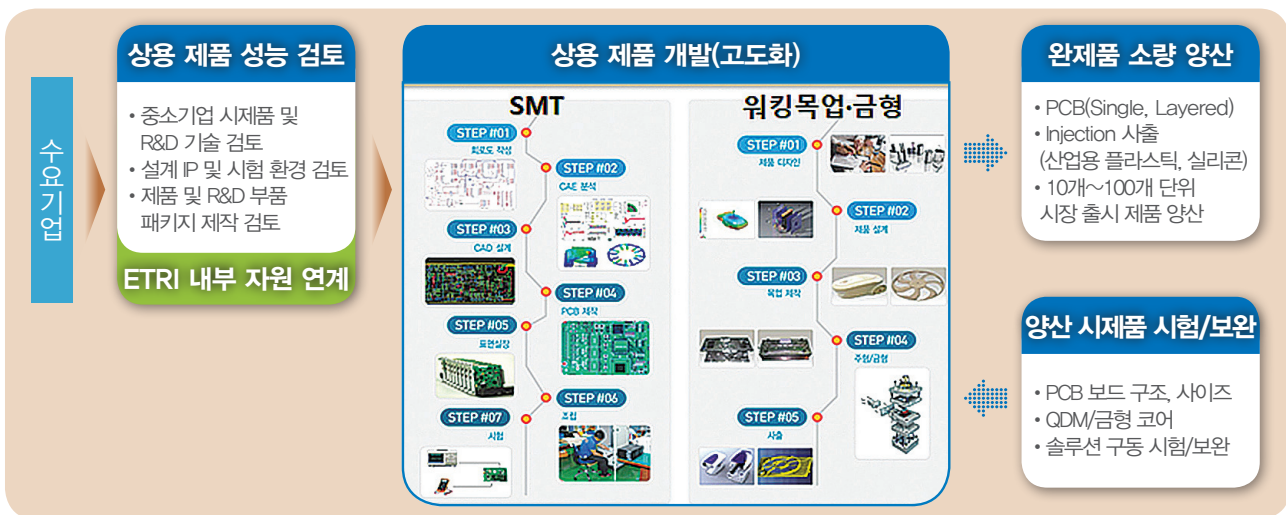 수요기업
상용 제품 성능 검토
• 중소기업 시제품 및
R&D 기술 검토
• 설계 IP 및 시험 환경 검토
• 제품 및 R&D 부품
패키지 제작 검토
ETRI 내부 자원 연계
상용 제품 개발(고도화)
SMT
STEP #01
회로도 작성
STEP #02
CAE 분석
STEP #03
CAD 설계
STEP #04
PCB 제작
STEP #05
표면실장
STEP #06
조립
STEP #07
시험
워킹목업·금형
STEP #01
제품 디자인
STEP #02
제품 설계
STEP #03
목업 제작
STEP #04
주형/금형
STEP #05
사출
완제품 소량 양산
• PCB(Single, Layered)
• Injection 사출
(산업용 플라스틱, 실리콘)
• 10개~100개 단위
시장 출시 제품 양산
양산 시제품 시험/보완
• PCB 보드 구조, 사이즈
• QDM/금형 코어
• 솔루션 구동 시험/보완